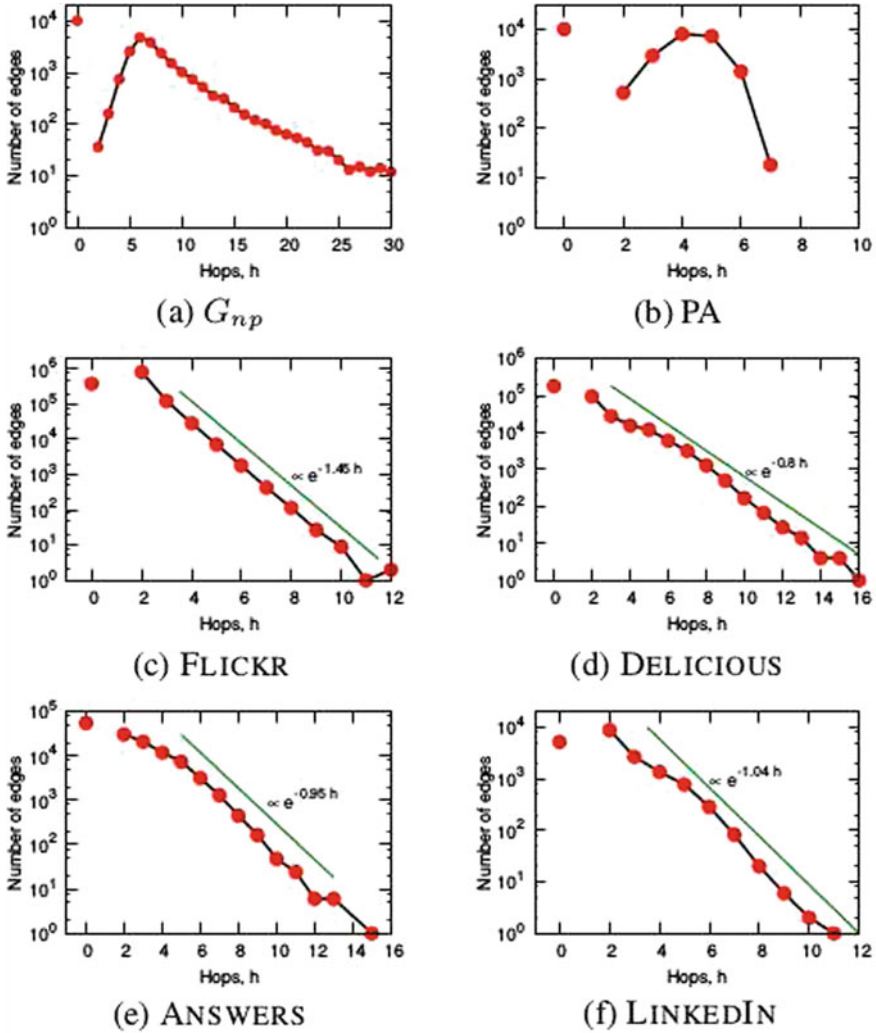 10^4
10^3
10^2
10^1
10^0
Number of edges
0 5 10 15 20 25 30
Hops, h
(a) G_{np}
10^5
10^4
10^3
10^2
10^1
10^0
Number of edges
0 2 4 6 8 10
Hops, h
(b) PA
10^6
10^5
10^4
10^3
10^2
10^1
10^0
Number of edges
∝ e^{-1.45 h}
0 2 4 6 8 10 12
Hops, h
(c) FLICKR
10^6
10^5
10^4
10^3
10^2
10^1
10^0
Number of edges
∝ e^{-0.8 h}
0 2 4 6 8 10 12 14 16
Hops, h
(d) DELICIOUS
10^5
10^4
10^3
10^2
10^1
10^0
Number of edges
∝ e^{-0.95 h}
0 2 4 6 8 10 12 14 16
Hops, h
(e) ANSWERS
10^4
10^3
10^2
10^1
10^0
Number of edges
∝ e^{-1.04 h}
0 2 4 6 8 10 12
Hops, h
(f) LINKEDIN